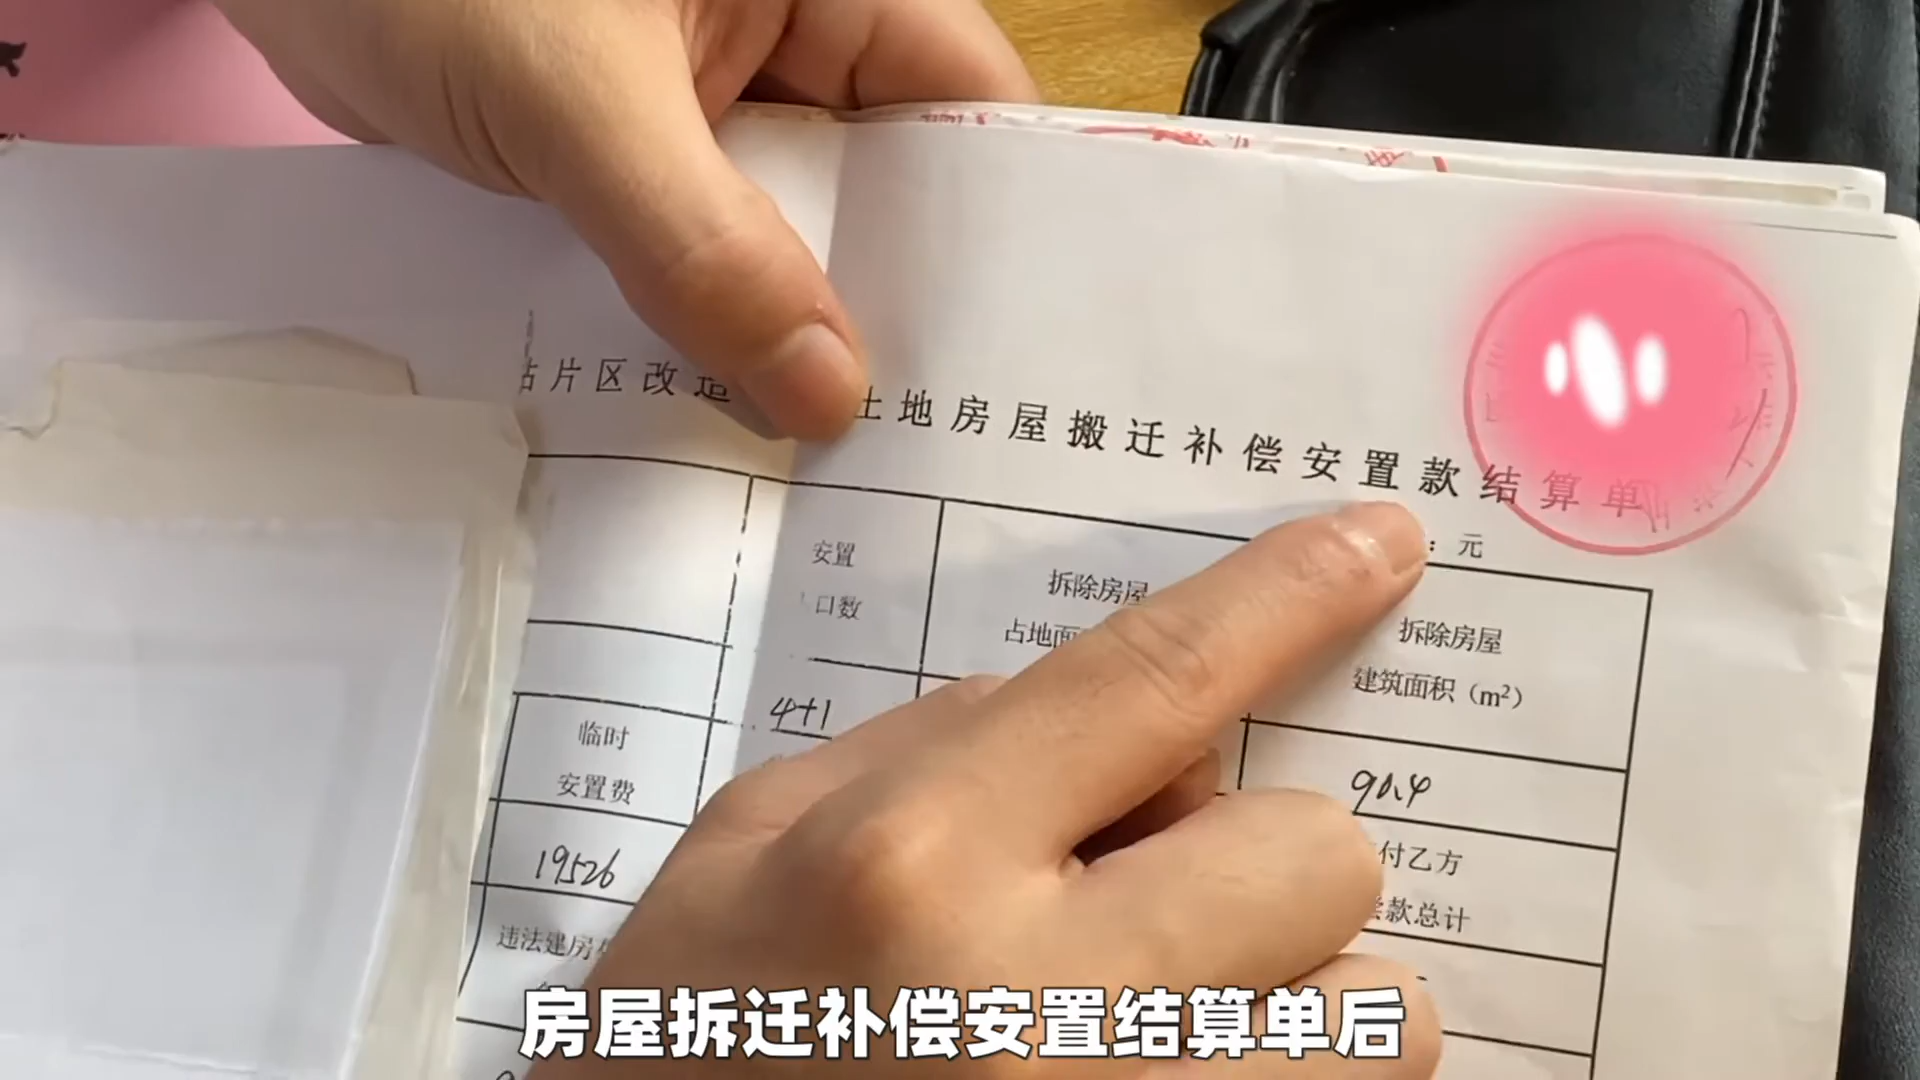 片区改造
土地房屋搬迁补偿安置款结算单
：元
安置
口数
拆除房屋
占地面
拆除房屋
建筑面积（m²）
4+1
90.4
临时
安置费
19526
付乙方
款总计
违法建房
房屋拆迁补偿安置结算单后